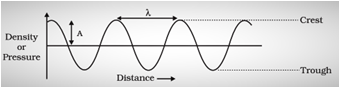 λ
Crest
A
Density
or
Pressure
Distance
Trough